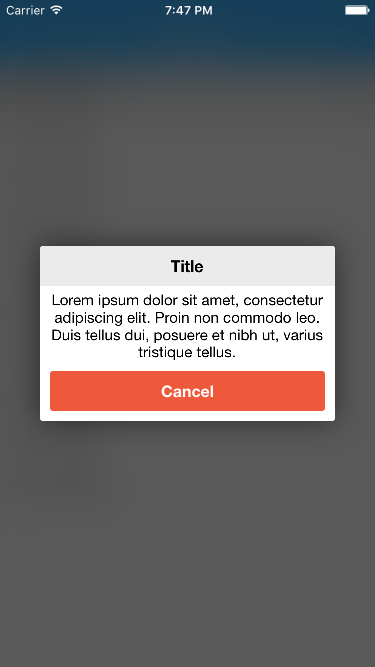 Carrier 7:47 PM
Title
Lorem ipsum dolor sit amet, consectetur
adipiscing elit. Proin non commodo leo.
Duis tellus dui, posuere et nibh ut, varius
tristique tellus.
Cancel